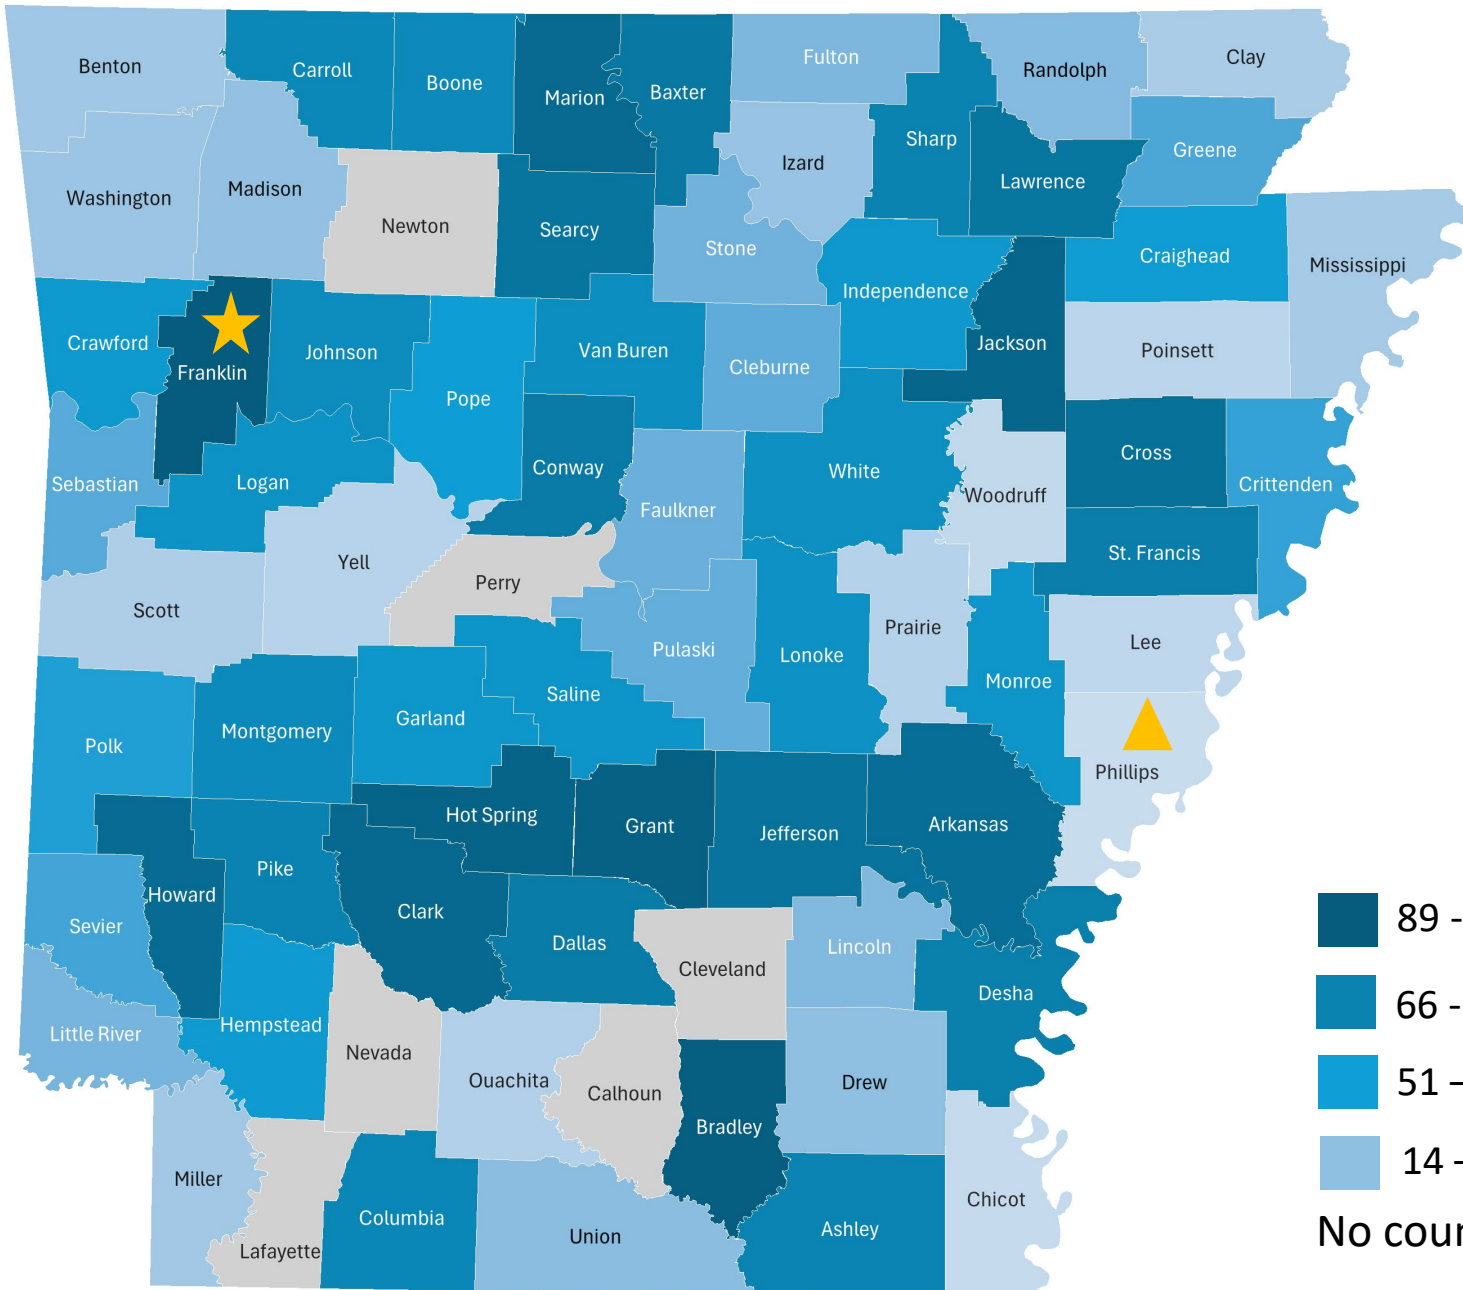 Benton
Carroll
Boone
Marion
Baxter
Fulton
Randolph
Clay
Sharp
Greene
Izard
Lawrence
Washington
Madison
Newton
Searcy
Stone
Craighead
Mississippi
Independence
Crawford
Franklin
Johnson
Van Buren
Cleburne
Jackson
Poinsett
Pope
Conway
White
Cross
Sebastian
Logan
Faulkner
Woodruff
Crittenden
Yell
Perry
St. Francis
Scott
Pulaski
Lonoke
Prairie
Lee
Monroe
Saline
Garland
Montgomery
Polk
Phillips
Hot Spring
Grant
Jefferson
Arkansas
Pike
Howard
Clark
Sevier
Dallas
Cleveland
Lincoln
Desha
Little River
Hempstead
Nevada
Ouachita
Calhoun
Drew
Bradley
Miller
Columbia
Lafayette
Union
Ashley
Chicot
89 -
66 -
51 –
14 -
No